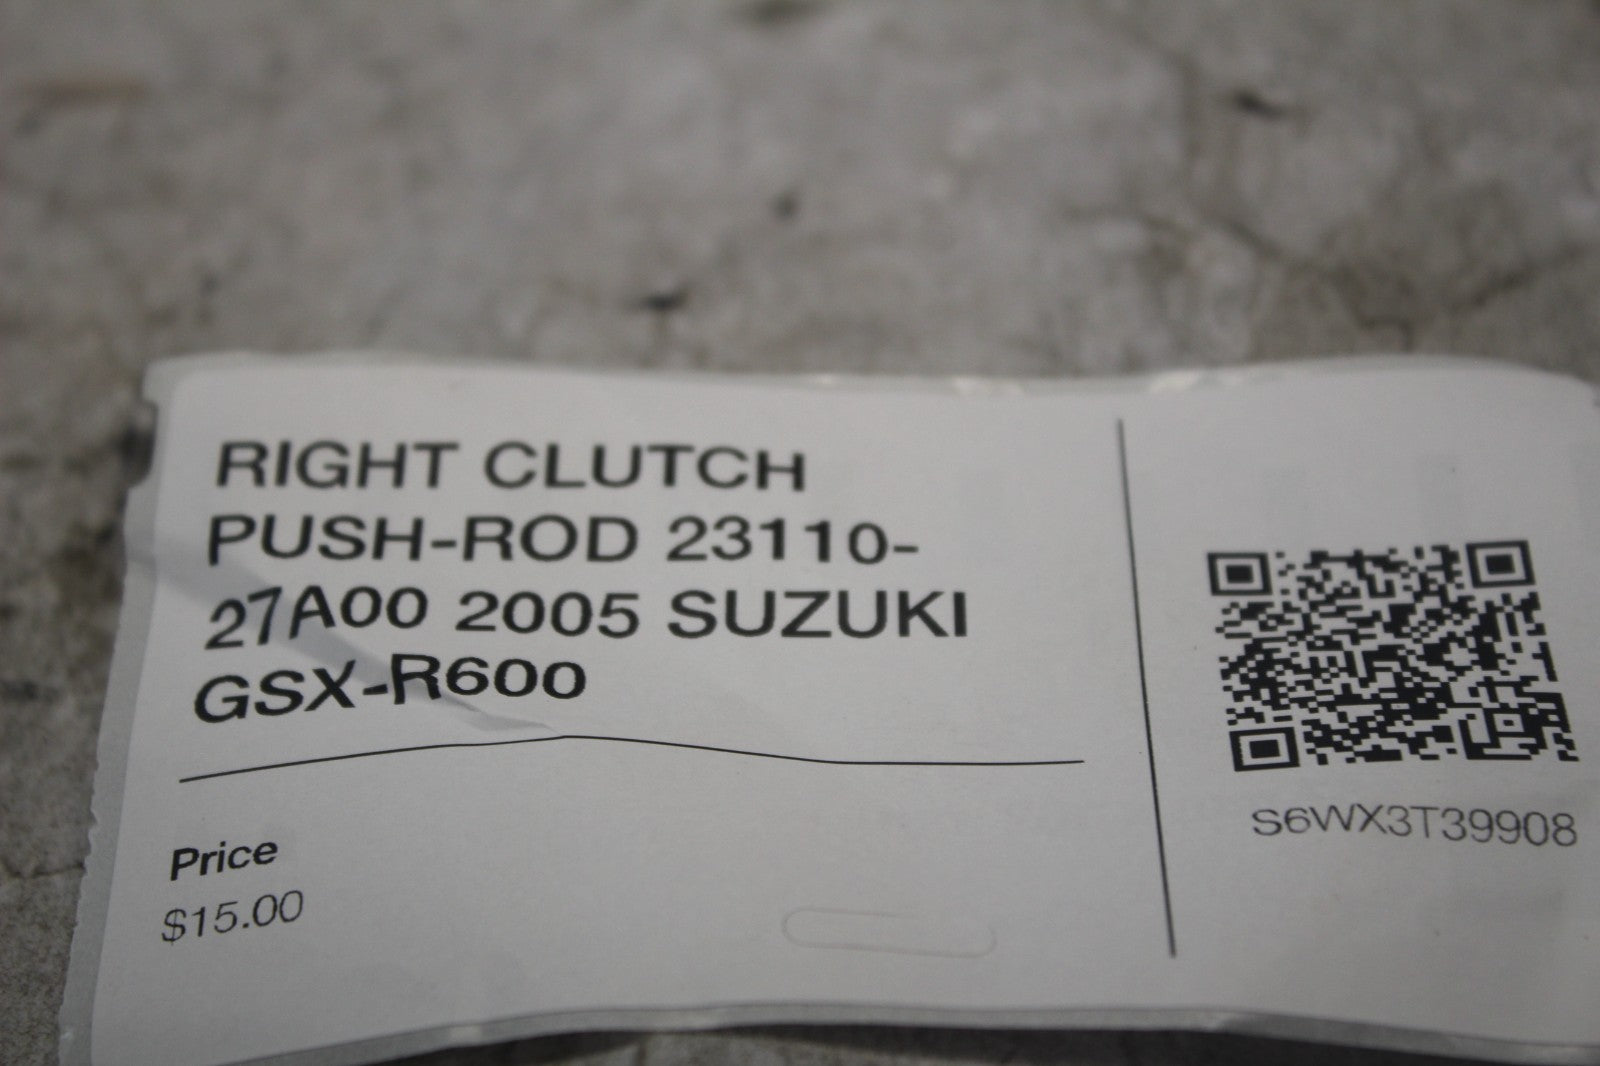 RIGHT CLUTCH
PUSH-ROD 23110-
27A00 2005 SUZUKI
GSX-R600
Price
$15.00
S6WX3T39908